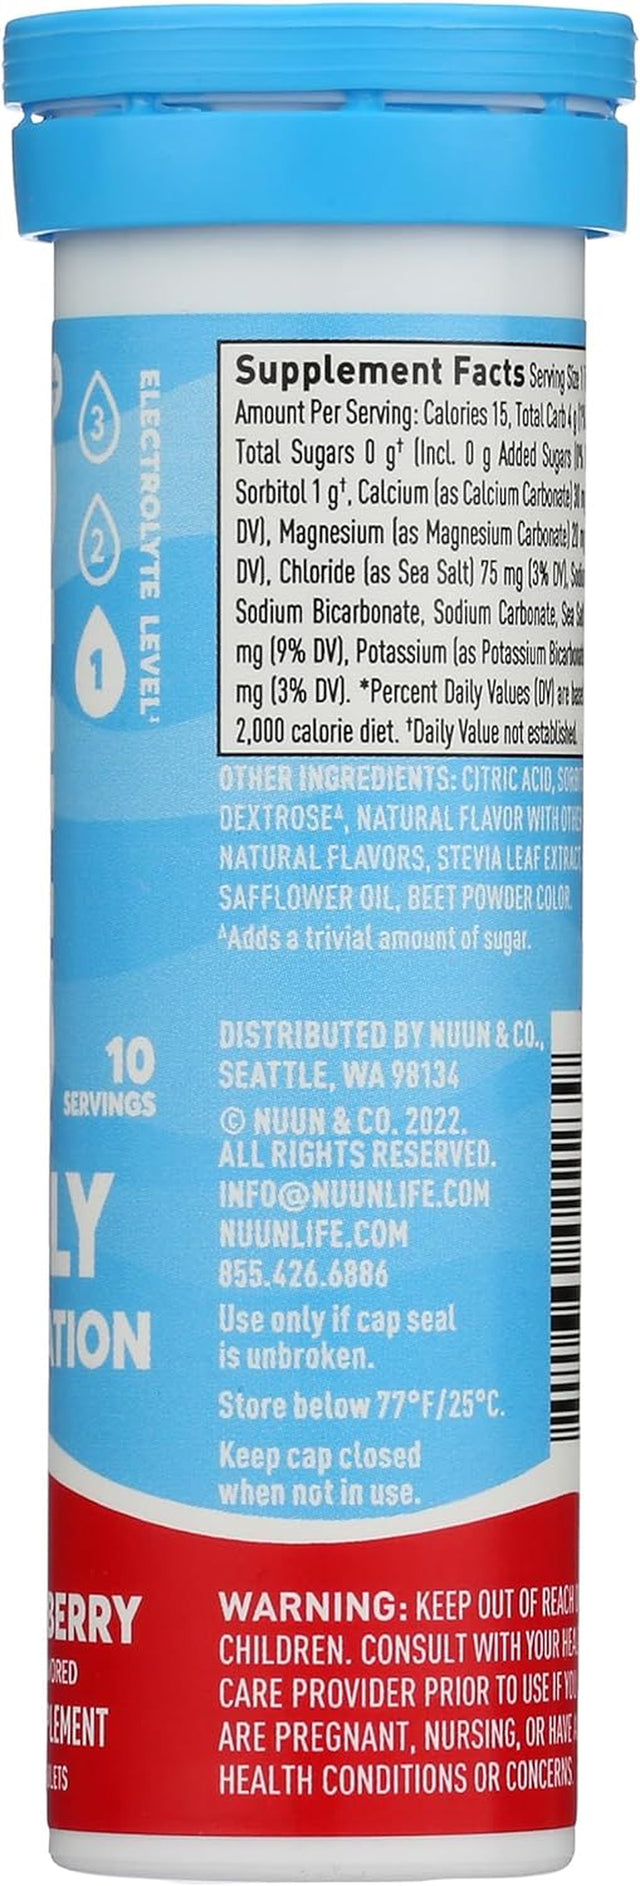 3
2
1
ELECTROLYTE LEVEL
Supplement Facts Serving Size 1
Amount Per Serving: Calories 15, Total Carb 4 g
Total Sugars 0 g† (Incl. 0 g Added Sugars
Sorbitol 1 g†, Calcium (as Calcium Carbonate)
DV), Magnesium (as Magnesium Carbonate)
DV), Chloride (as Sea Salt) 75 mg (3% DV),
Sodium Bicarbonate, Sodium Carbonate, Sea
mg (9% DV), Potassium (as Potassium
mg (3% DV). *Percent Daily Values (DV) are
2,000 calorie diet. †Daily Value not established.
OTHER INGREDIENTS: CITRIC ACID,
DEXTROSE∆, NATURAL FLAVOR WITH
NATURAL FLAVORS, STEVIA LEAF EXTRACT,
SAFFLOWER OIL, BEET POWDER COLOR.
∆Adds a trivial amount of sugar.
10
SERVINGS
DISTRIBUTED BY NUUN & CO.,
SEATTLE, WA 98134
© NUUN & CO. 2022.
ALL RIGHTS RESERVED.
INFO@NUUNLIFE.COM
NUUNLIFE.COM
855.426.6886
LY
ATION
Use only if cap seal
is unbroken.
Store below 77°F/25°C.
Keep cap closed
when not in use.
BERRY
ORED
PLEMENT
LETS
WARNING: KEEP OUT OF REACH
CHILDREN. CONSULT WITH YOUR
CARE PROVIDER PRIOR TO USE IF
ARE PREGNANT, NURSING, OR HAVE
HEALTH CONDITIONS OR CONCERNS.